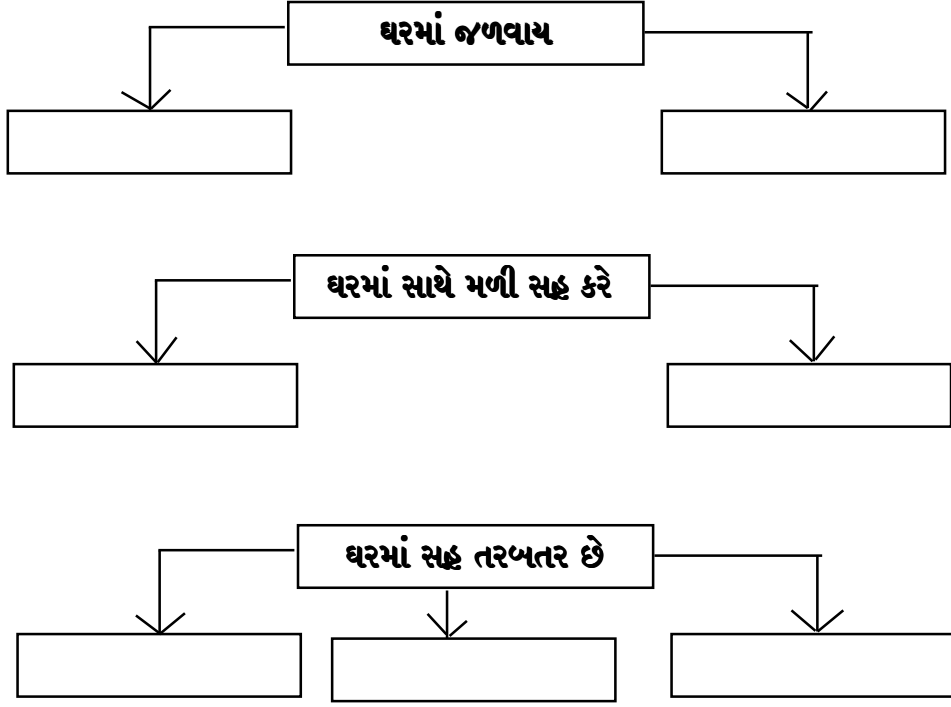 ઘરમાં જળવાય
ઘરમાં સાથે મળી સહુ કરે
ઘરમાં સહુ તરબતર છે